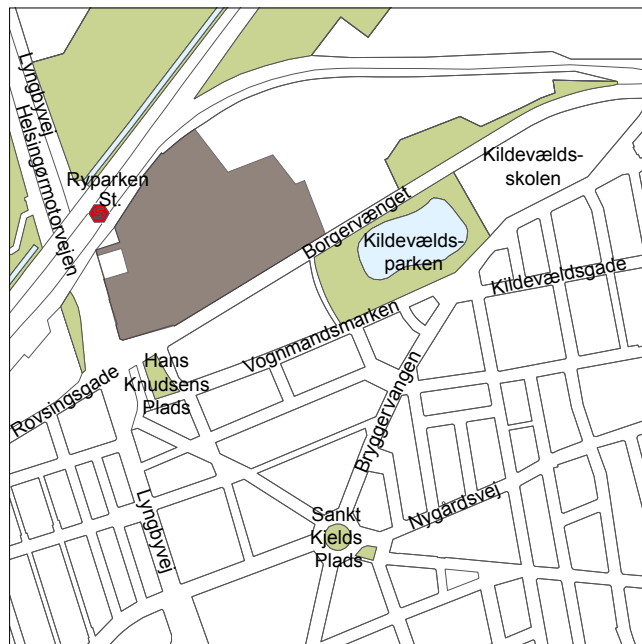 Lyngbyvej
Helsingørmotorvejen
Ryparken
St.
Kildevælds-
skolen
Borgervænget
Kildevælds-
parken
Kildevældsgade
Vognmandsmarken
Hans
Knudsens
Plads
Rovsingsgade
Bryggervangen
Lyngbyvej
Sankt
Kjelds
Plads
Nygårdsvej